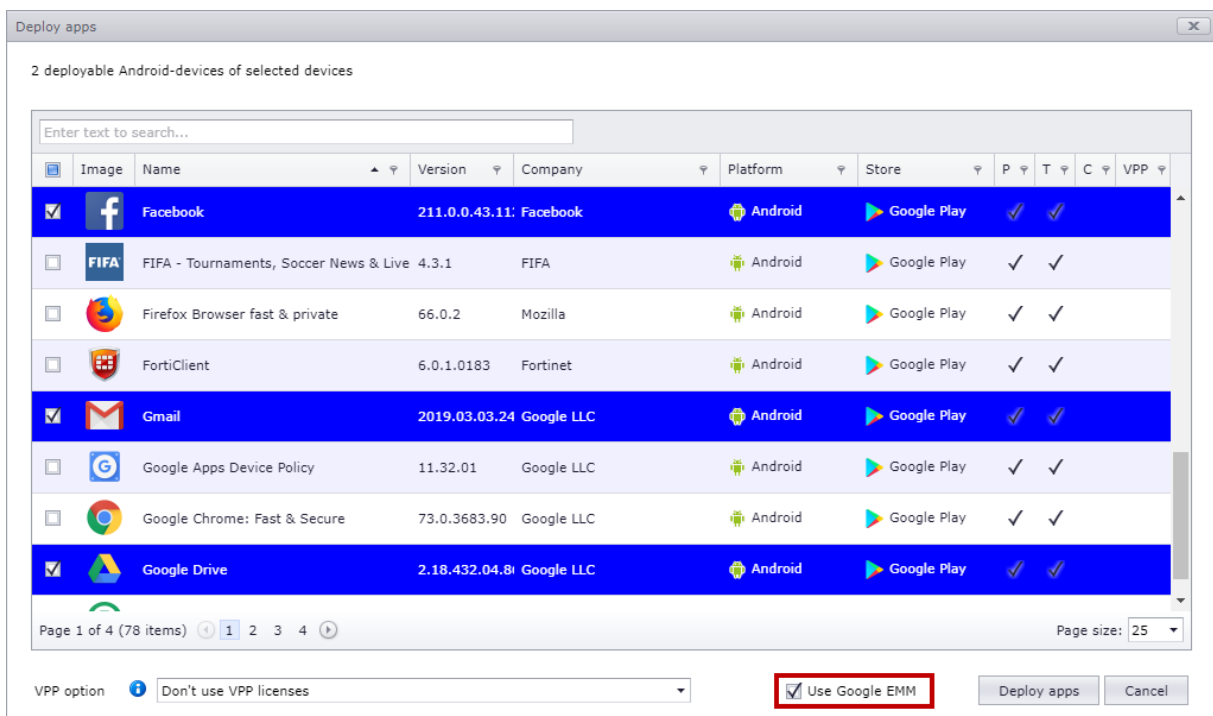 Deploy apps
2 deployable Android-devices of selected devices
Enter text to search...
Image Name Version Company Platform Store P T C VPP
Facebook 211.0.0.43.11 Facebook Android Google Play
FIFA FIFA - Tournaments, Soccer News & Live 4.3.1 FIFA Android Google Play
Firefox Browser fast & private 66.0.2 Mozilla Android Google Play
FortiClient 6.0.1.0183 Fortinet Android Google Play
Gmail 2019.03.03.24 Google LLC Android Google Play
G Google Apps Device Policy 11.32.01 Google LLC Android Google Play
Google Chrome: Fast & Secure 73.0.3683.90 Google LLC Android Google Play
Google Drive 2.18.432.04.8 Google LLC Android Google Play
Page 1 of 4 (78 items) 1 2 3 4 Page size: 25
VPP option Don't use VPP licenses Use Google EMM Deploy apps Cancel